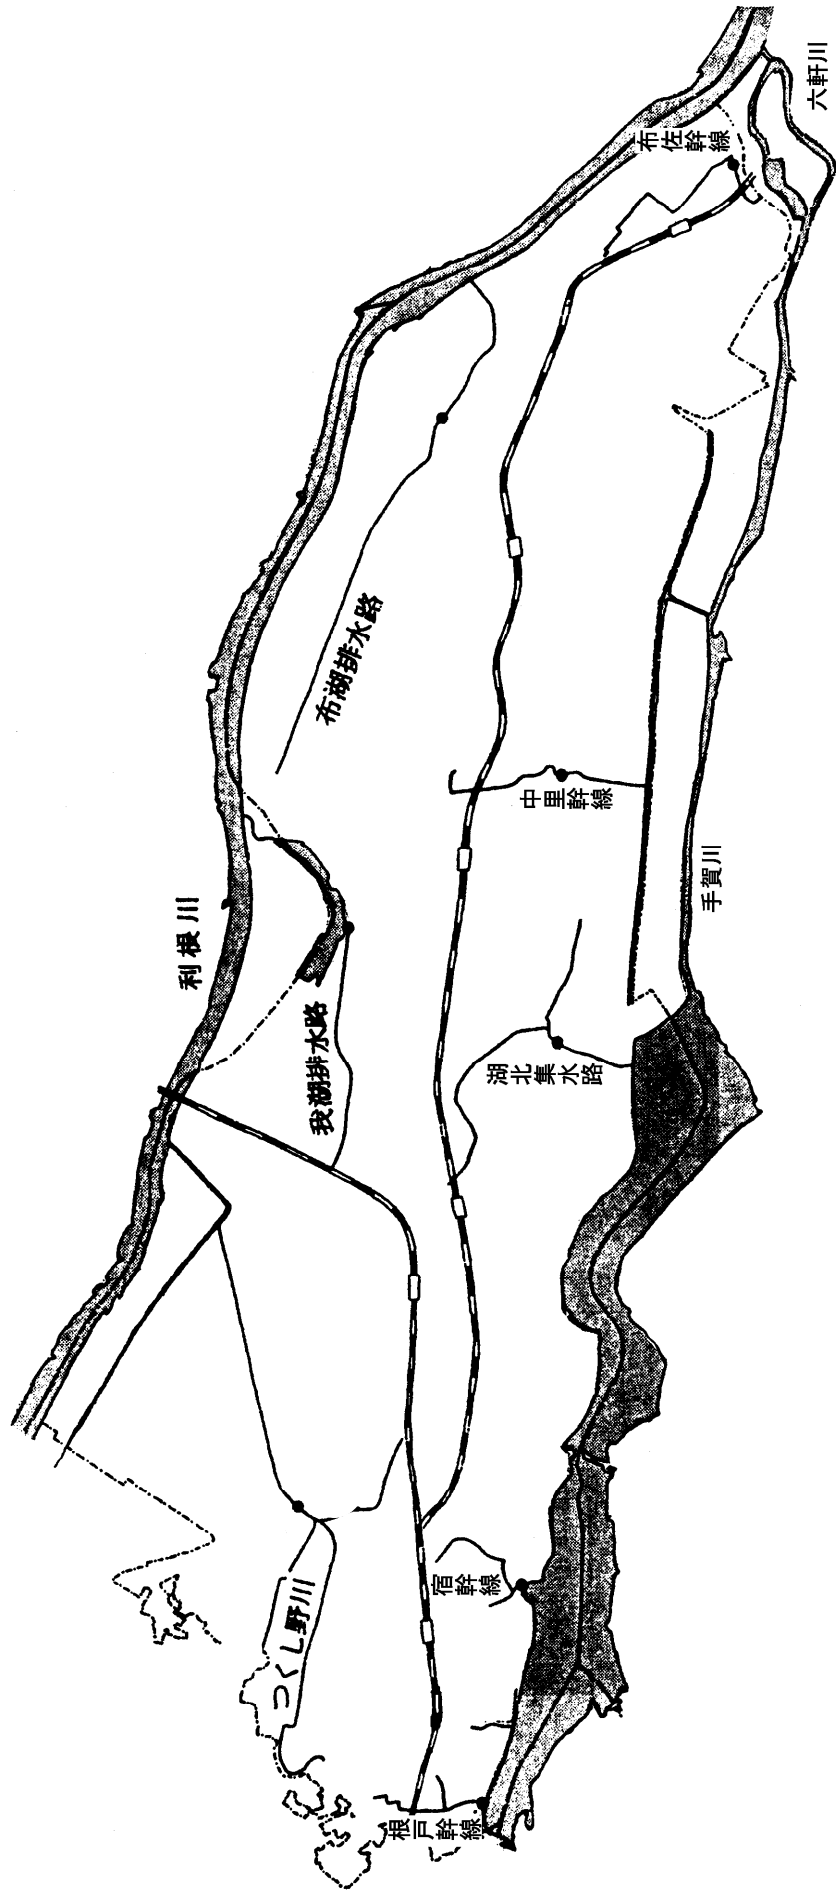 六軒川
布佐幹線
布湖排水路
中里幹線
手賀川
利根川
我湖排水路
湖北集水路
宿幹線
つくし野川
根戸幹線